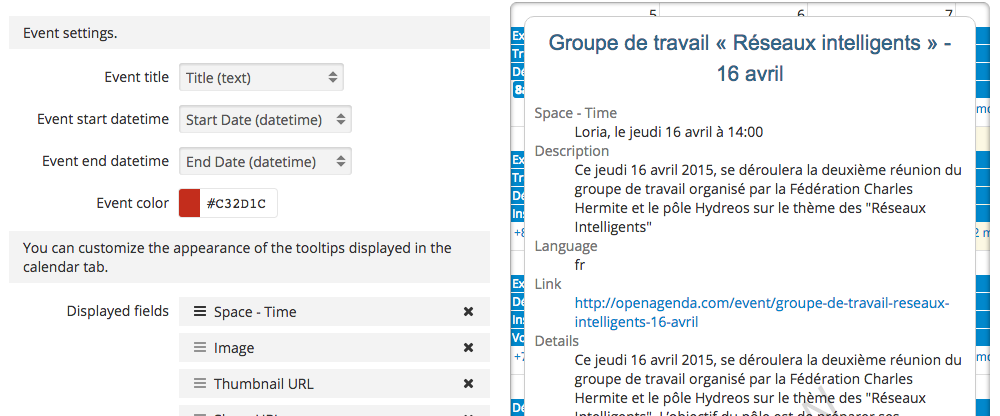 Event settings.
Event title Title (text)
Event start datetime Start Date (datetime)
Event end datetime End Date (datetime)
Event color #C32D1C
You can customize the appearance of the tooltips displayed in the
calendar tab.
Displayed fields Space - Time
Image
Thumbnail URL
5 6 7
Groupe de travail « Réseaux intelligents » -
16 avril
Space - Time
Loria, le jeudi 16 avril à 14:00
Description
Ce jeudi 16 avril 2015, se déroulera la deuxième réunion du
groupe de travail organisé par la Fédération Charles
Hermite et le pôle Hydreos sur le thème des "Réseaux
Intelligents"
Language
fr
Link
http://openagenda.com/event/groupe-de-travail-reseaux-
intelligents-16-avril
Details
Ce jeudi 16 avril 2015, se déroulera la deuxième réunion du
groupe de travail organisé par la Fédération Charles
Hermite et le pôle Hydreos sur le thème des "Réseaux